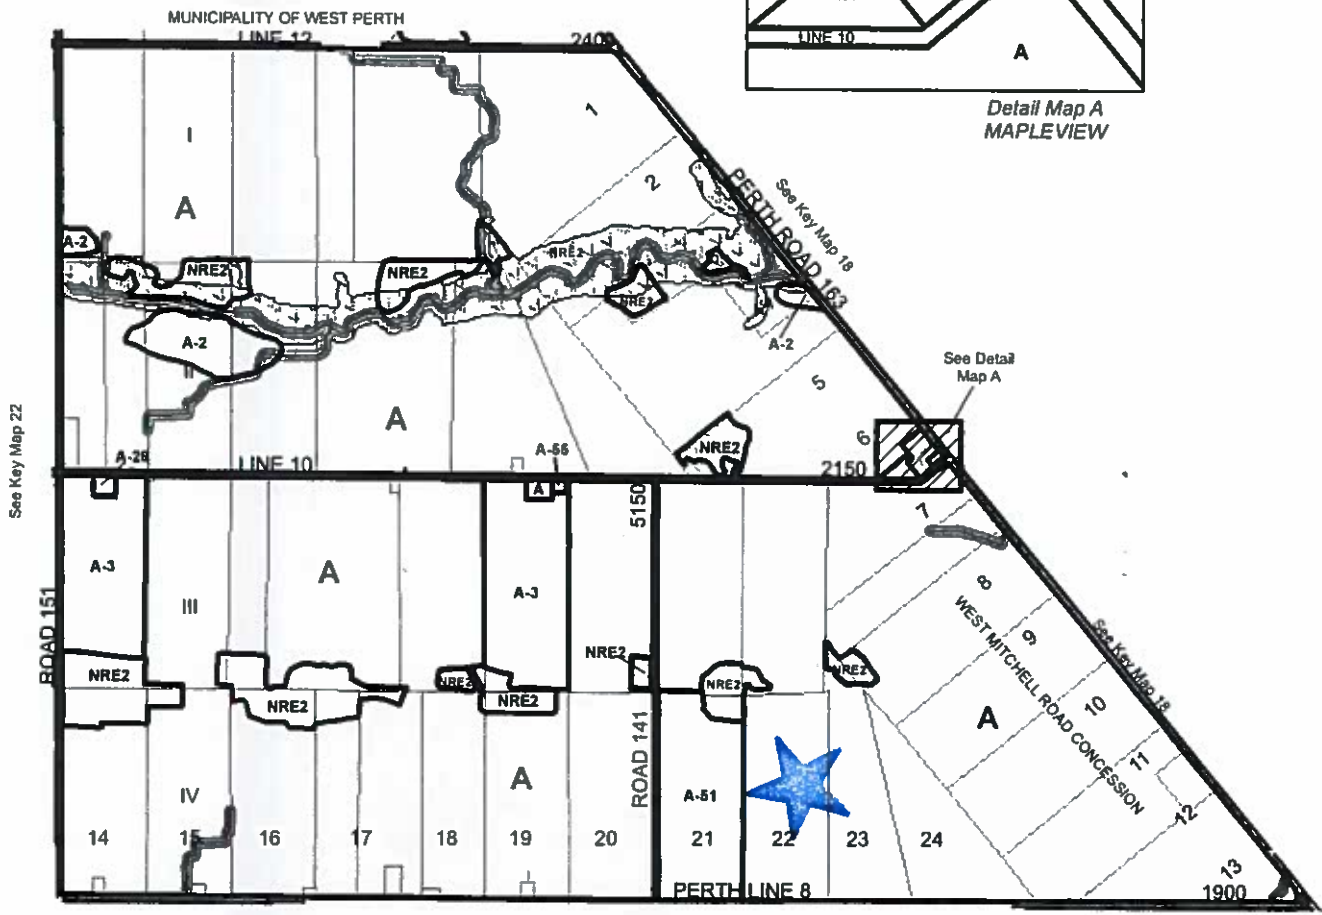 MUNICIPALITY OF WEST PERTH
LINE 12
240
LINE 10
A
Detail Map A
MAPLEVIEW
1
I
2
PERTH ROAD 163
See Key Map 18
A
A-2
NRE2
NRE2
NRE2
NRE2
A-2
A-2
II
5
See Detail
Map A
A
See Key Map 22
NRE2
6
A-55
LINE 10
2150
5150
A
7
A-3
A
A-3
8
III
ROAD 151
WEST MITCHELL ROAD CONCESSION
9
See Key Map 18
NRE2
NRE2
NRE2
NRE2
NRE2
NRE2
NRE2
10
A
ROAD 141
11
A
IV
A-51
12
14
15
16
17
18
19
20
21
22
23
24
13
PERTH LINE 8
1900